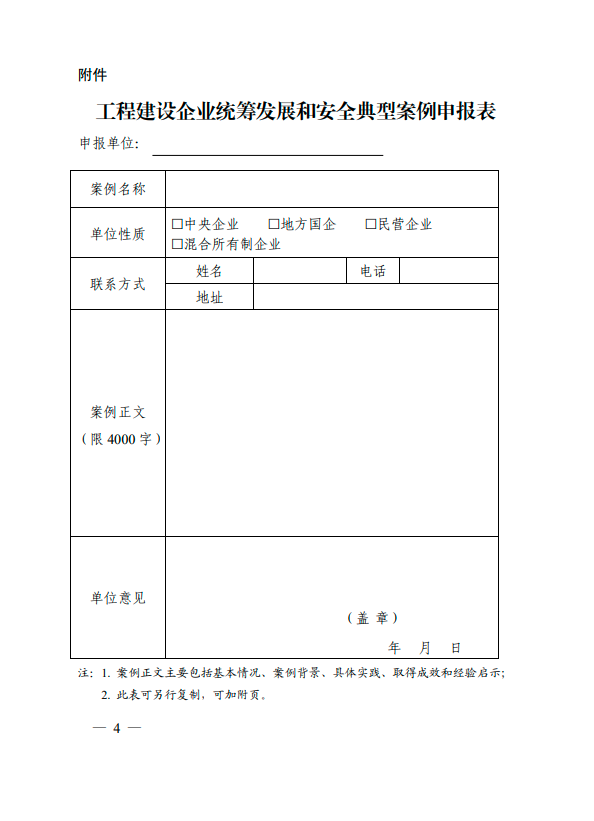 附件
工程建设企业统筹发展和安全典型案例申报表
申报单位：
案例名称
单位性质
□中央企业 □地方国企 □民营企业
□混合所有制企业
联系方式
姓名 电话
地址
案例正文
（限 4000 字）
单位意见
（盖 章）
年 月 日
注：1. 案例正文主要包括基本情况、案例背景、具体实践、取得成效和经验启示；
2. 此表可另行复制，可加附页。
— 4 —